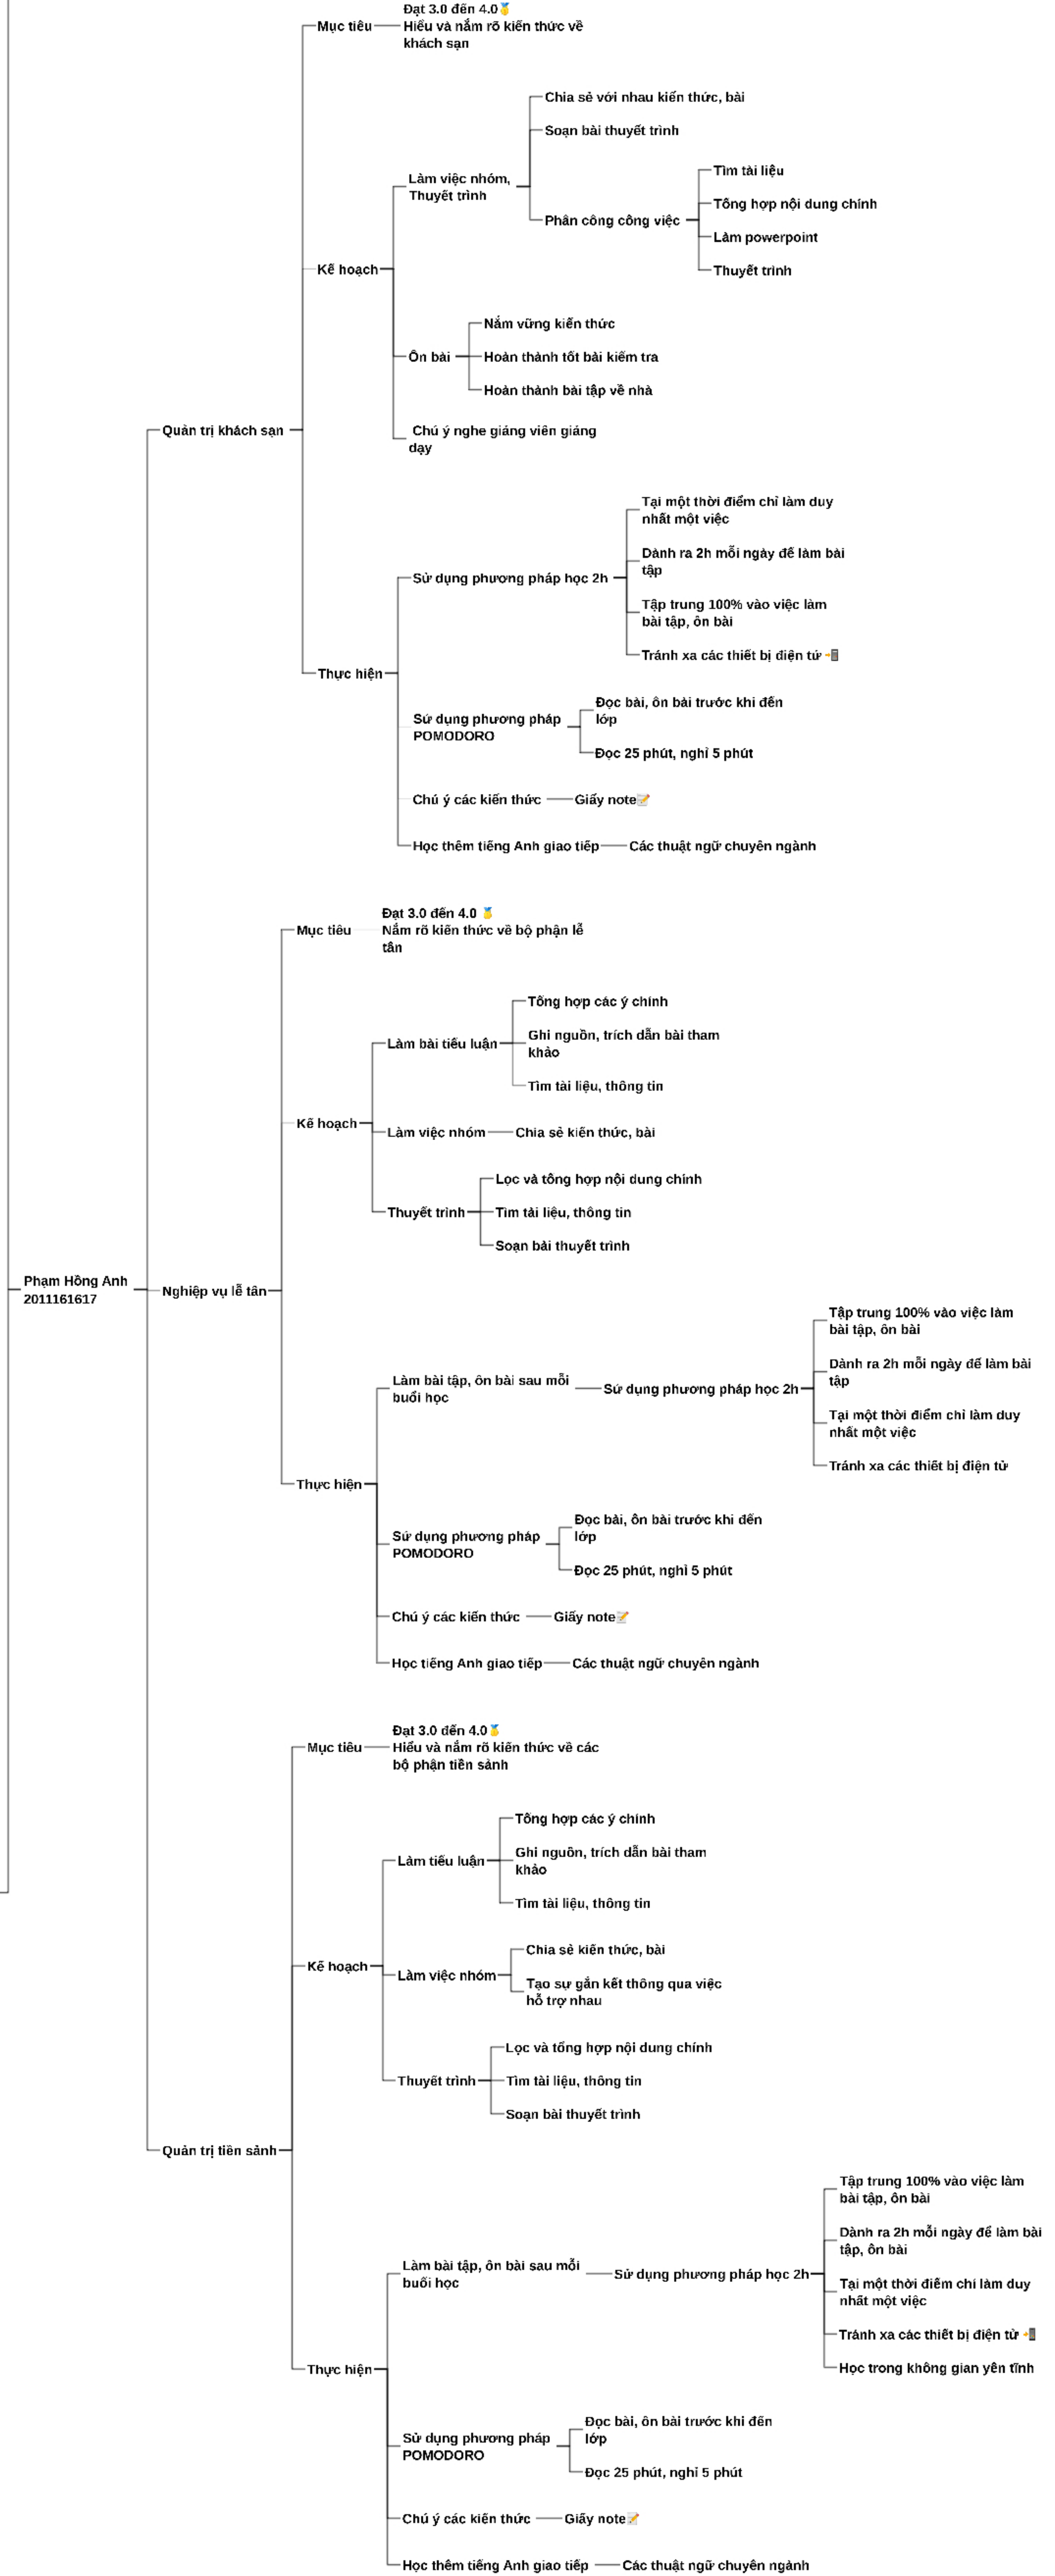 Đạt 3.0 đến 4.0🥇
Mục tiêu
Hiểu và nắm rõ kiến thức về
khách sạn
Chia sẻ với nhau kiến thức, bài
Soạn bài thuyết trình
Làm việc nhóm,
Thuyết trình
Tìm tài liệu
Tổng hợp nội dung chính
Phân công công việc
Làm powerpoint
Thuyết trình
Kế hoạch
Nắm vững kiến thức
Ôn bài
Hoàn thành tốt bài kiểm tra
Hoàn thành bài tập về nhà
Quản trị khách sạn
Chú ý nghe giảng viên giảng
dạy
Tại một thời điểm chỉ làm duy
nhất một việc
Dành ra 2h mỗi ngày để làm bài
tập
Sử dụng phương pháp học 2h
Tập trung 100% vào việc làm
bài tập, ôn bài
Tránh xa các thiết bị điện tử 📲
Thực hiện
Sử dụng phương pháp
POMODORO
Đọc bài, ôn bài trước khi đến
lớp
Đọc 25 phút, nghỉ 5 phút
Chú ý các kiến thức
Giấy note📝
Học thêm tiếng Anh giao tiếp
Các thuật ngữ chuyên ngành
Đạt 3.0 đến 4.0 🥇
Mục tiêu
Nắm rõ kiến thức về bộ phận lễ
tân
Tổng hợp các ý chính
Làm bài tiểu luận
Ghi nguồn, trích dẫn bài tham
khảo
Tìm tài liệu, thông tin
Kế hoạch
Làm việc nhóm
Chia sẻ kiến thức, bài
Lọc và tổng hợp nội dung chính
Thuyết trình
Tìm tài liệu, thông tin
Soạn bài thuyết trình
Phạm Hồng Anh
2011161617
Nghiệp vụ lễ tân
Tập trung 100% vào việc làm
bài tập, ôn bài
Dành ra 2h mỗi ngày để làm bài
tập
Làm bài tập, ôn bài sau mỗi
buổi học
Sử dụng phương pháp học 2h
Tại một thời điểm chỉ làm duy
nhất một việc
Tránh xa các thiết bị điện tử
Thực hiện
Sử dụng phương pháp
POMODORO
Đọc bài, ôn bài trước khi đến
lớp
Đọc 25 phút, nghỉ 5 phút
Chú ý các kiến thức
Giấy note📝
Học tiếng Anh giao tiếp
Các thuật ngữ chuyên ngành
Đạt 3.0 đến 4.0🥇
Mục tiêu
Hiểu và nắm rõ kiến thức về các
bộ phận tiền sảnh
Tổng hợp các ý chính
Làm tiểu luận
Ghi nguồn, trích dẫn bài tham
khảo
Tìm tài liệu, thông tin
Kế hoạch
Làm việc nhóm
Chia sẻ kiến thức, bài
Tạo sự gắn kết thông qua việc
hỗ trợ nhau
Lọc và tổng hợp nội dung chính
Thuyết trình
Tìm tài liệu, thông tin
Soạn bài thuyết trình
Quản trị tiền sảnh
Tập trung 100% vào việc làm
bài tập, ôn bài
Dành ra 2h mỗi ngày để làm bài
tập, ôn bài
Làm bài tập, ôn bài sau mỗi
buổi học
Sử dụng phương pháp học 2h
Tại một thời điểm chỉ làm duy
nhất một việc
Tránh xa các thiết bị điện tử 📲
Học trong không gian yên tĩnh
Thực hiện
Sử dụng phương pháp
POMODORO
Đọc bài, ôn bài trước khi đến
lớp
Đọc 25 phút, nghỉ 5 phút
Chú ý các kiến thức
Giấy note📝
Học thêm tiếng Anh giao tiếp
Các thuật ngữ chuyên ngành